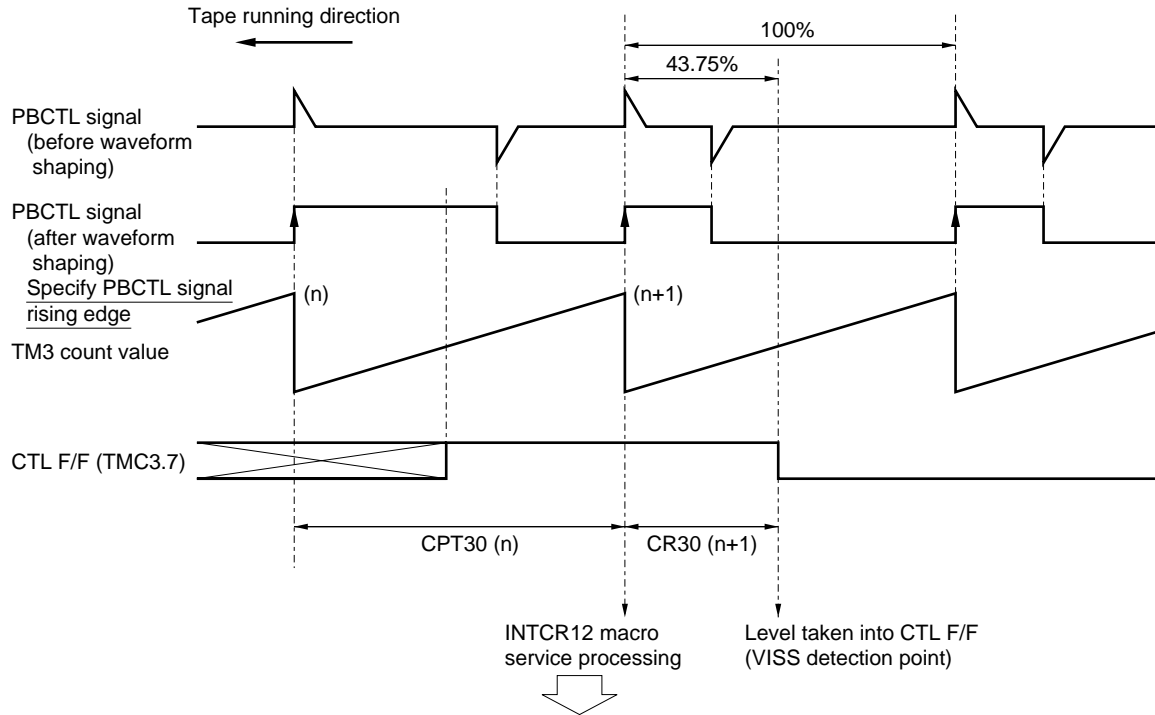 Tape running direction
100%
43.75%
PBCTL signal
(before waveform
shaping)
PBCTL signal
(after waveform
shaping)
Specify PBCTL signal
rising edge
(n)
(n+1)
TM3 count value
CTL F/F (TMC3.7)
CPT30 (n)
CR30 (n+1)
INTCR12 macro
service processing
Level taken into CTL F/F
(VISS detection point)